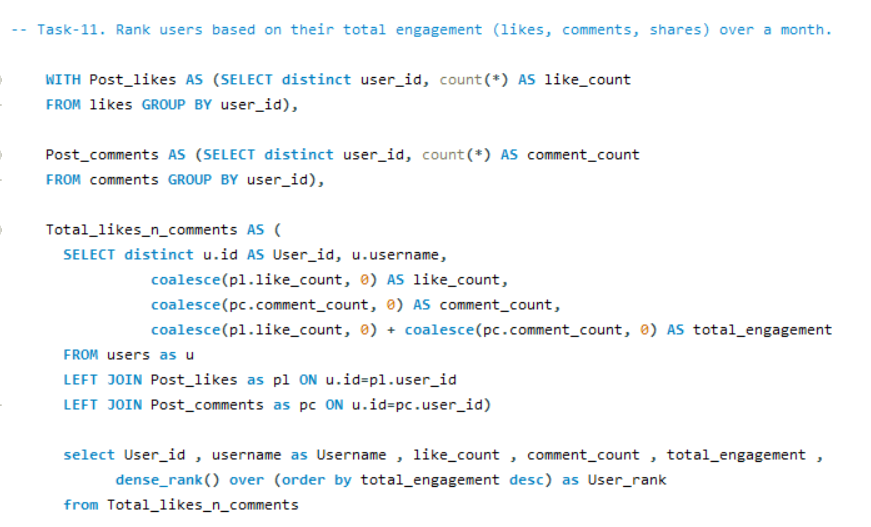 -- Task-11. Rank users based on their total engagement (likes, comments, shares) over a month.
WITH Post_likes AS (SELECT distinct user_id, count(*) AS like_count
FROM likes GROUP BY user_id),
Post_comments AS (SELECT distinct user_id, count(*) AS comment_count
FROM comments GROUP BY user_id),
Total_likes_n_comments AS (
SELECT distinct u.id AS User_id, u.username,
coalesce(pl.like_count, 0) AS like_count,
coalesce(pc.comment_count, 0) AS comment_count,
coalesce(pl.like_count, 0) + coalesce(pc.comment_count, 0) AS total_engagement
FROM users as u
LEFT JOIN Post_likes as pl ON u.id=pl.user_id
LEFT JOIN Post_comments as pc ON u.id=pc.user_id)
select User_id , username as Username , like_count , comment_count , total_engagement ,
dense_rank() over (order by total_engagement desc) as User_rank
from Total_likes_n_comments